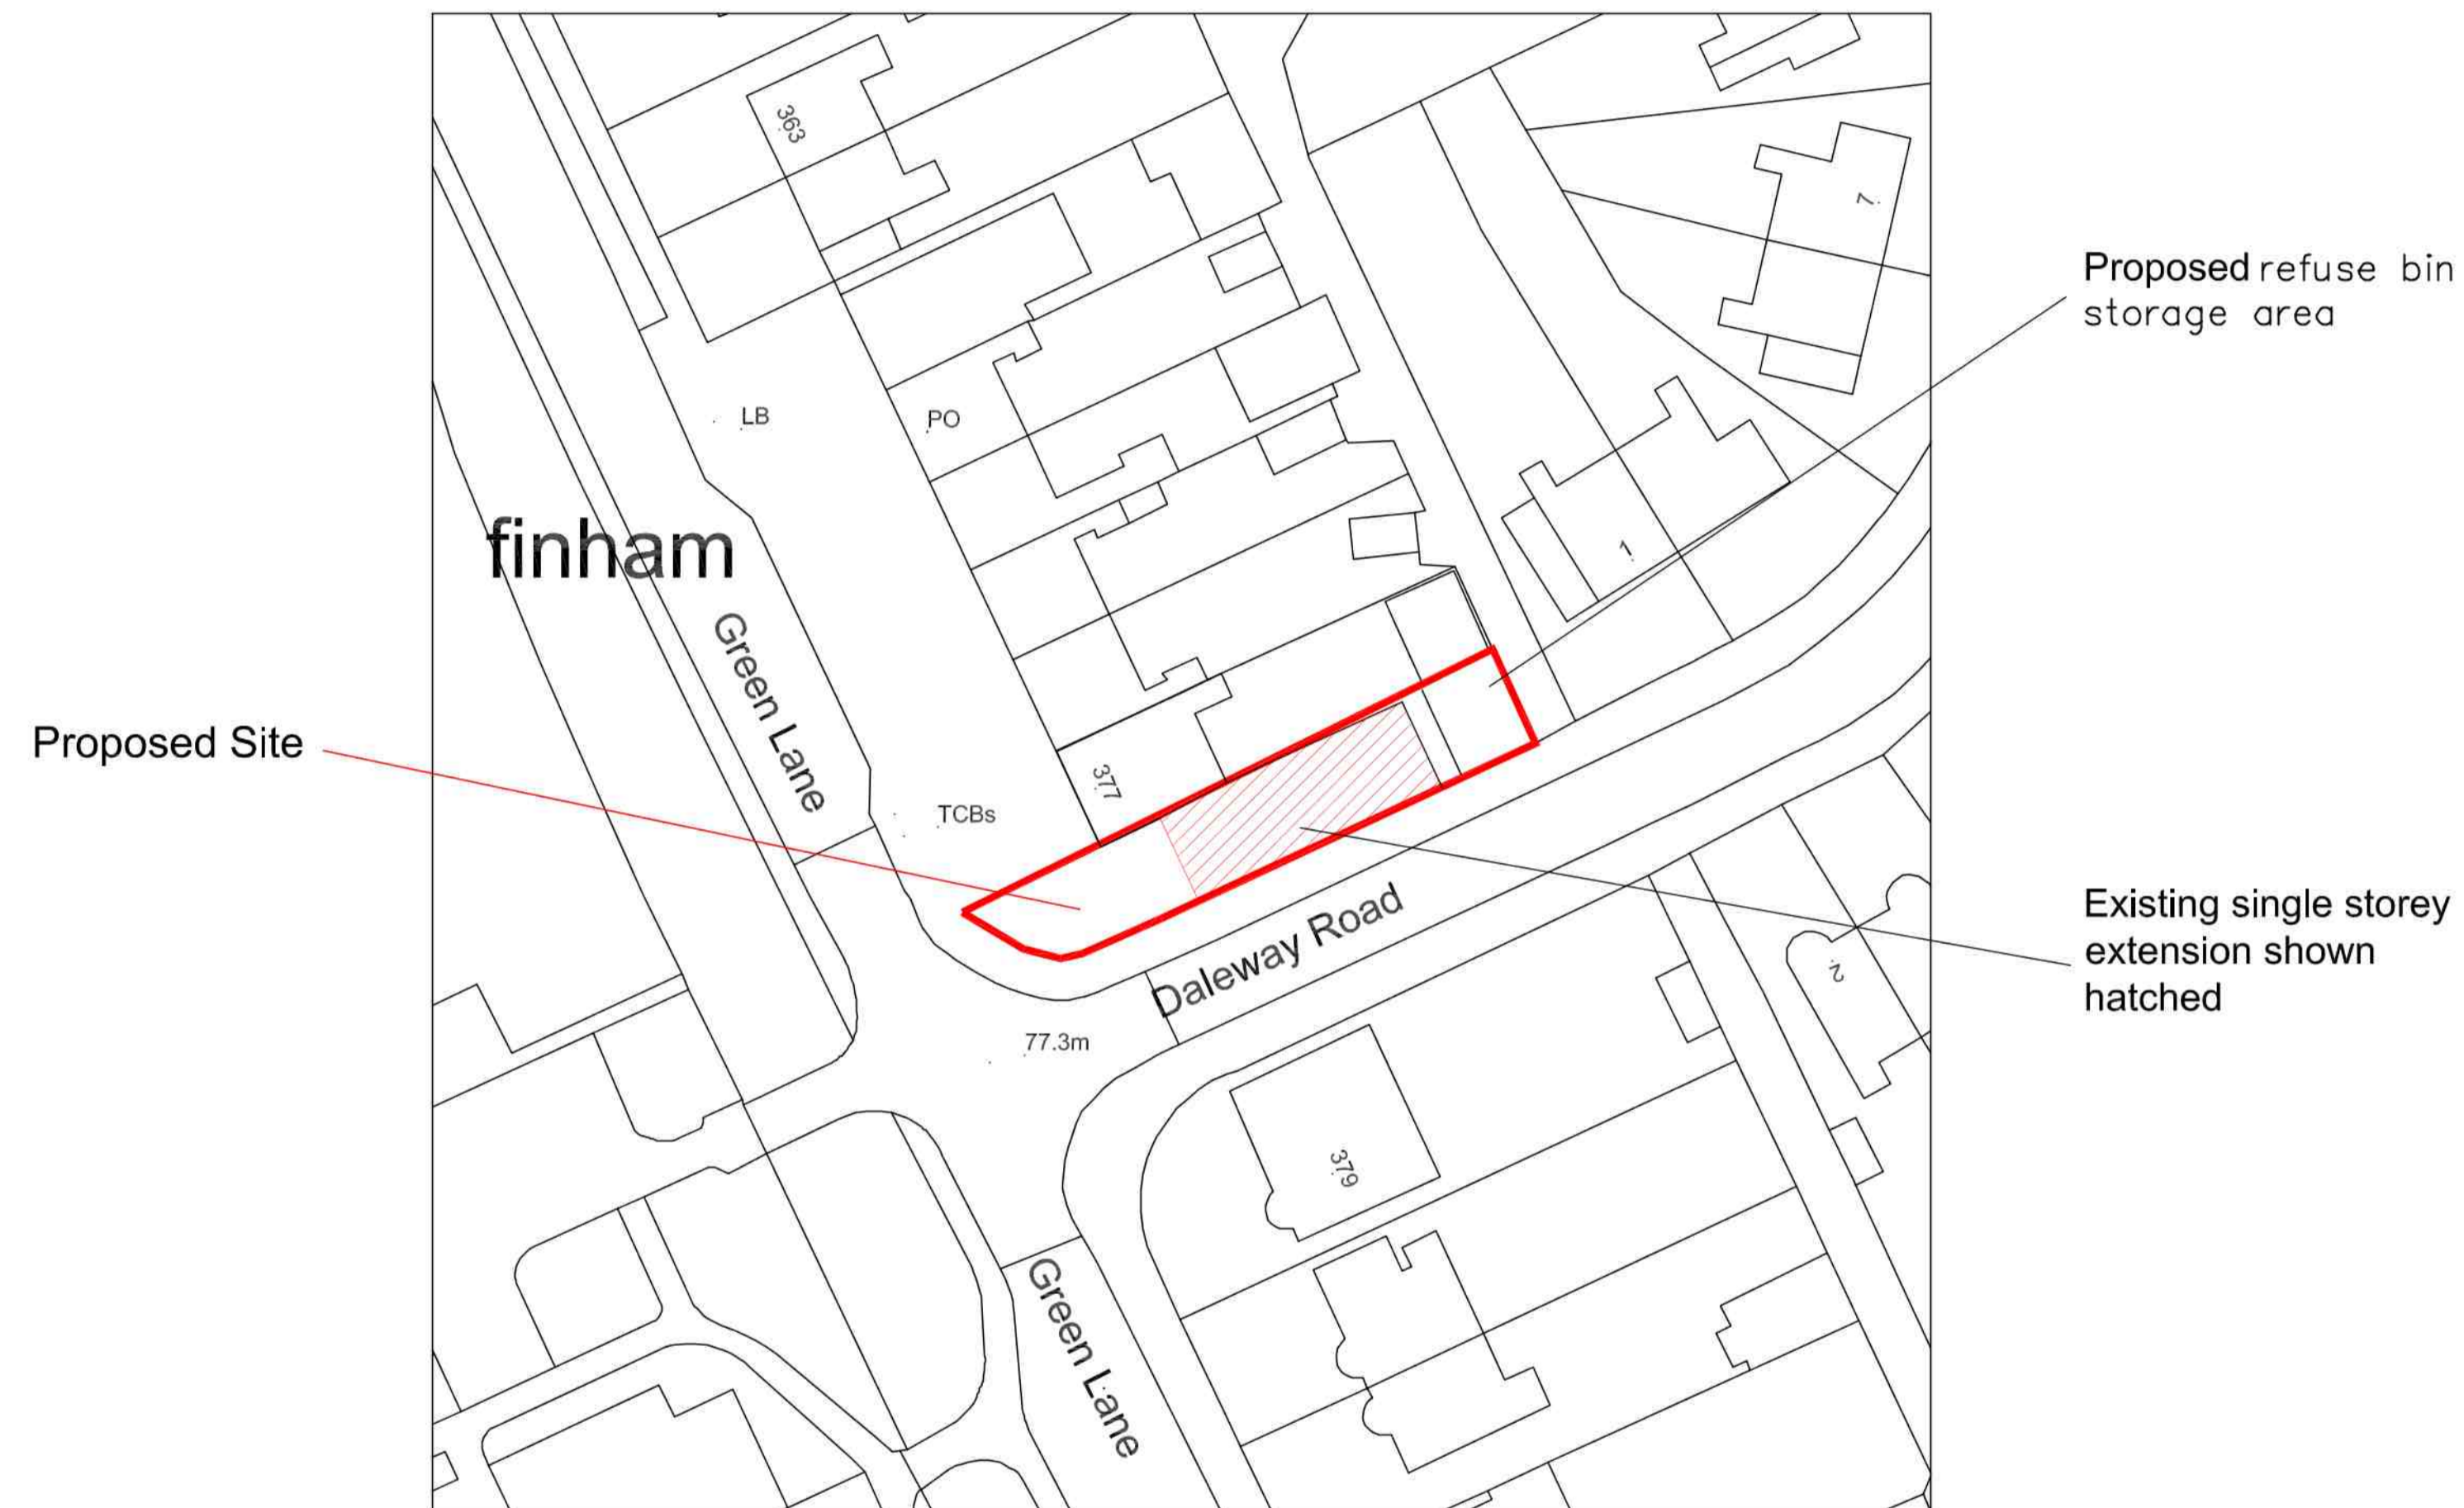 363
7
Proposed refuse bin
storage area
LB
PO
finham
1
Green Lane
Proposed Site
377
TCBs
Existing single storey
extension shown
hatched
Daleway Road
2
77.3m
379
Green Lane